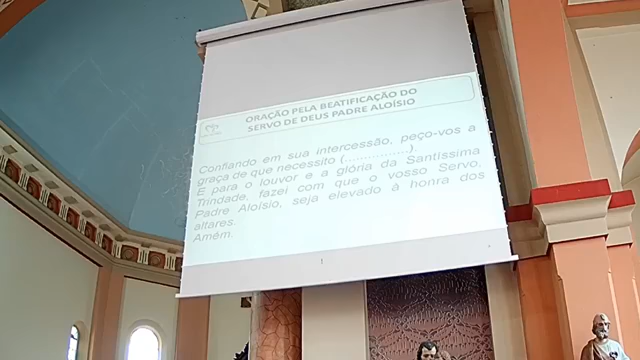 ORAÇÃO PELA BEATIFICAÇÃO DO
SERVO DE DEUS PADRE ALOÍSIO
Confiando em sua intercessão, peço-vos a
graça de que necessito (..................).
E para o louvor e a glória da Santíssima
Trindade, fazei com que o vosso Servo,
Padre Aloísio, seja elevado à honra dos
altares.
Amém.
1